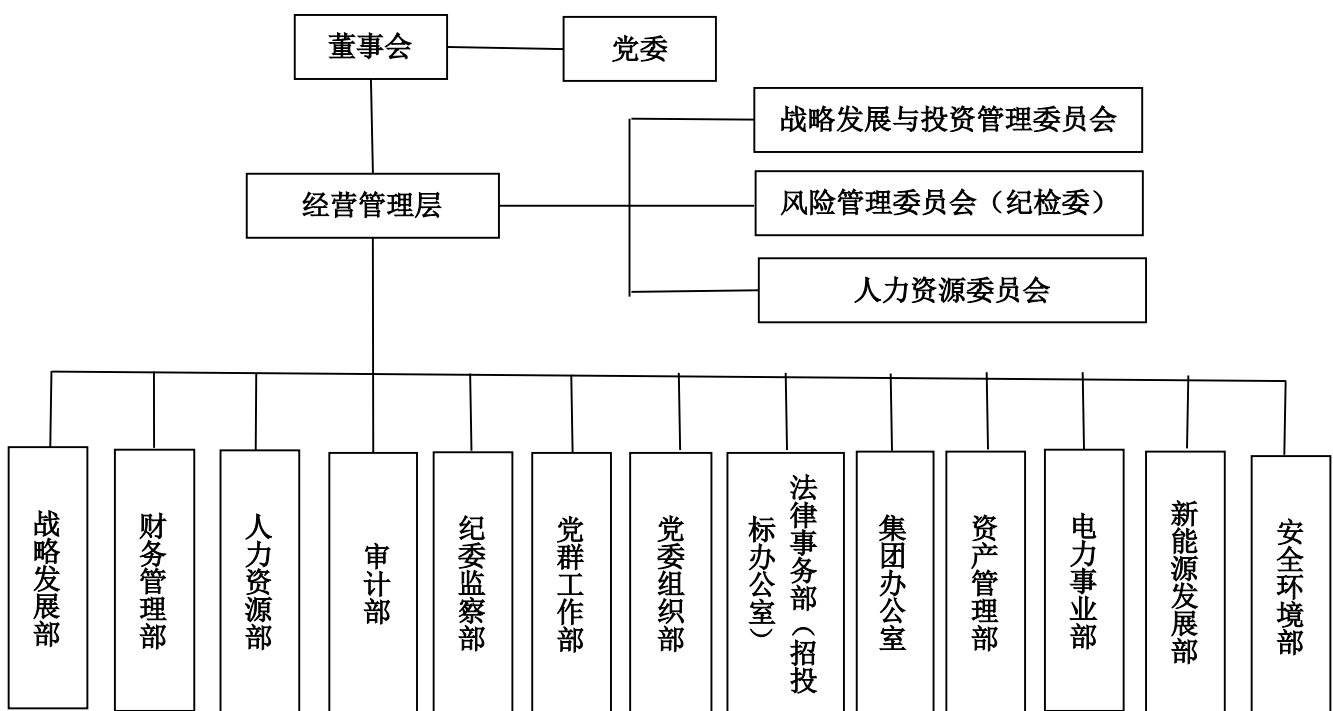 董事会
党委
战略发展与投资管理委员会
经营管理层
风险管理委员会（纪检委）
人力资源委员会
战略发展部
财务管理部
人力资源部
审计部
纪委监察部
党群工作部
党委组织部
法律事务部（招投
标办公室）
集团办公室
资产管理部
电力事业部
新能源发展部
安全环境部